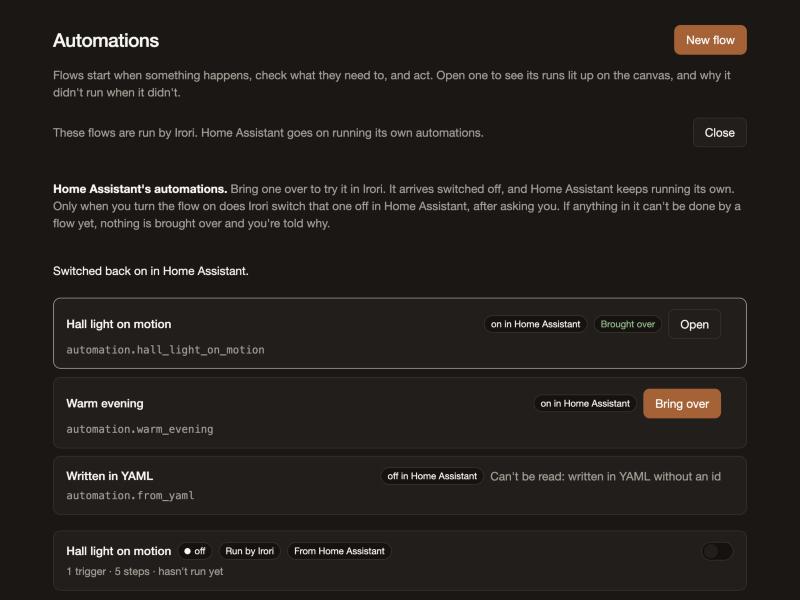 Automations
New flow
Flows start when something happens, check what they need to, and act. Open one to see its runs lit up on the canvas, and why it
didn't run when it didn't.
These flows are run by Irori. Home Assistant goes on running its own automations.
Close
Home Assistant's automations. Bring one over to try it in Irori. It arrives switched off, and Home Assistant keeps running its own.
Only when you turn the flow on does Irori switch that one off in Home Assistant, after asking you. If anything in it can't be done by a
flow yet, nothing is brought over and you're told why.
Switched back on in Home Assistant.
Hall light on motion
on in Home Assistant
Brought over
Open
automation.hall_light_on_motion
Warm evening
on in Home Assistant
Bring over
automation.warm_evening
Written in YAML
off in Home Assistant
Can't be read: written in YAML without an id
automation.from_yaml
Hall light on motion
off
Run by Irori
From Home Assistant
1 trigger · 5 steps · hasn't run yet